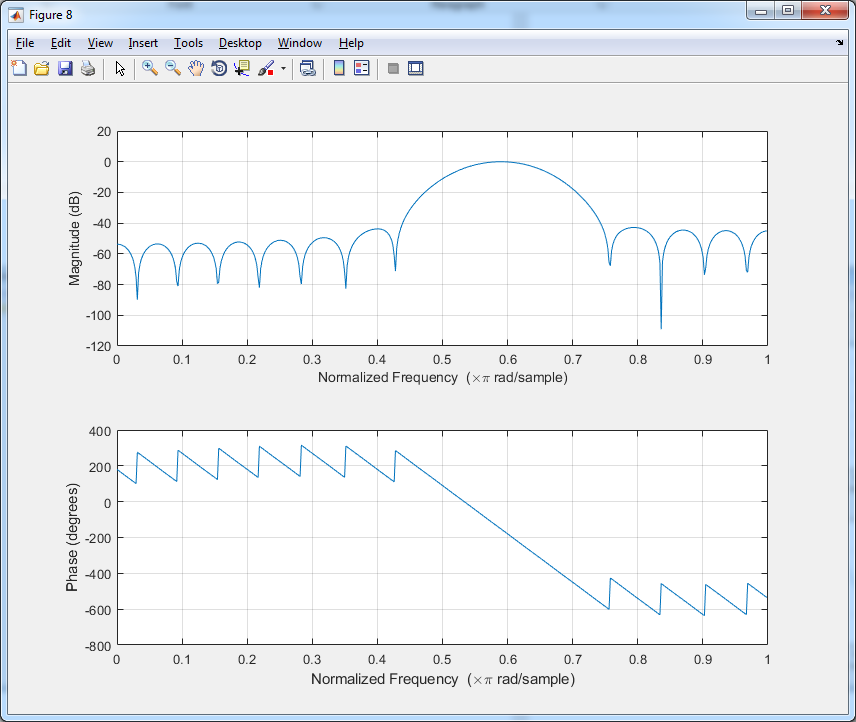 Figure 8
File Edit View Insert Tools Desktop Window Help
20
0
-20
-40
-60
-80
-100
-120
Magnitude (dB)
0 0.1 0.2 0.3 0.4 0.5 0.6 0.7 0.8 0.9 1
Normalized Frequency (×π rad/sample)
400
200
0
-200
-400
-600
-800
Phase (degrees)
0 0.1 0.2 0.3 0.4 0.5 0.6 0.7 0.8 0.9 1
Normalized Frequency (×π rad/sample)